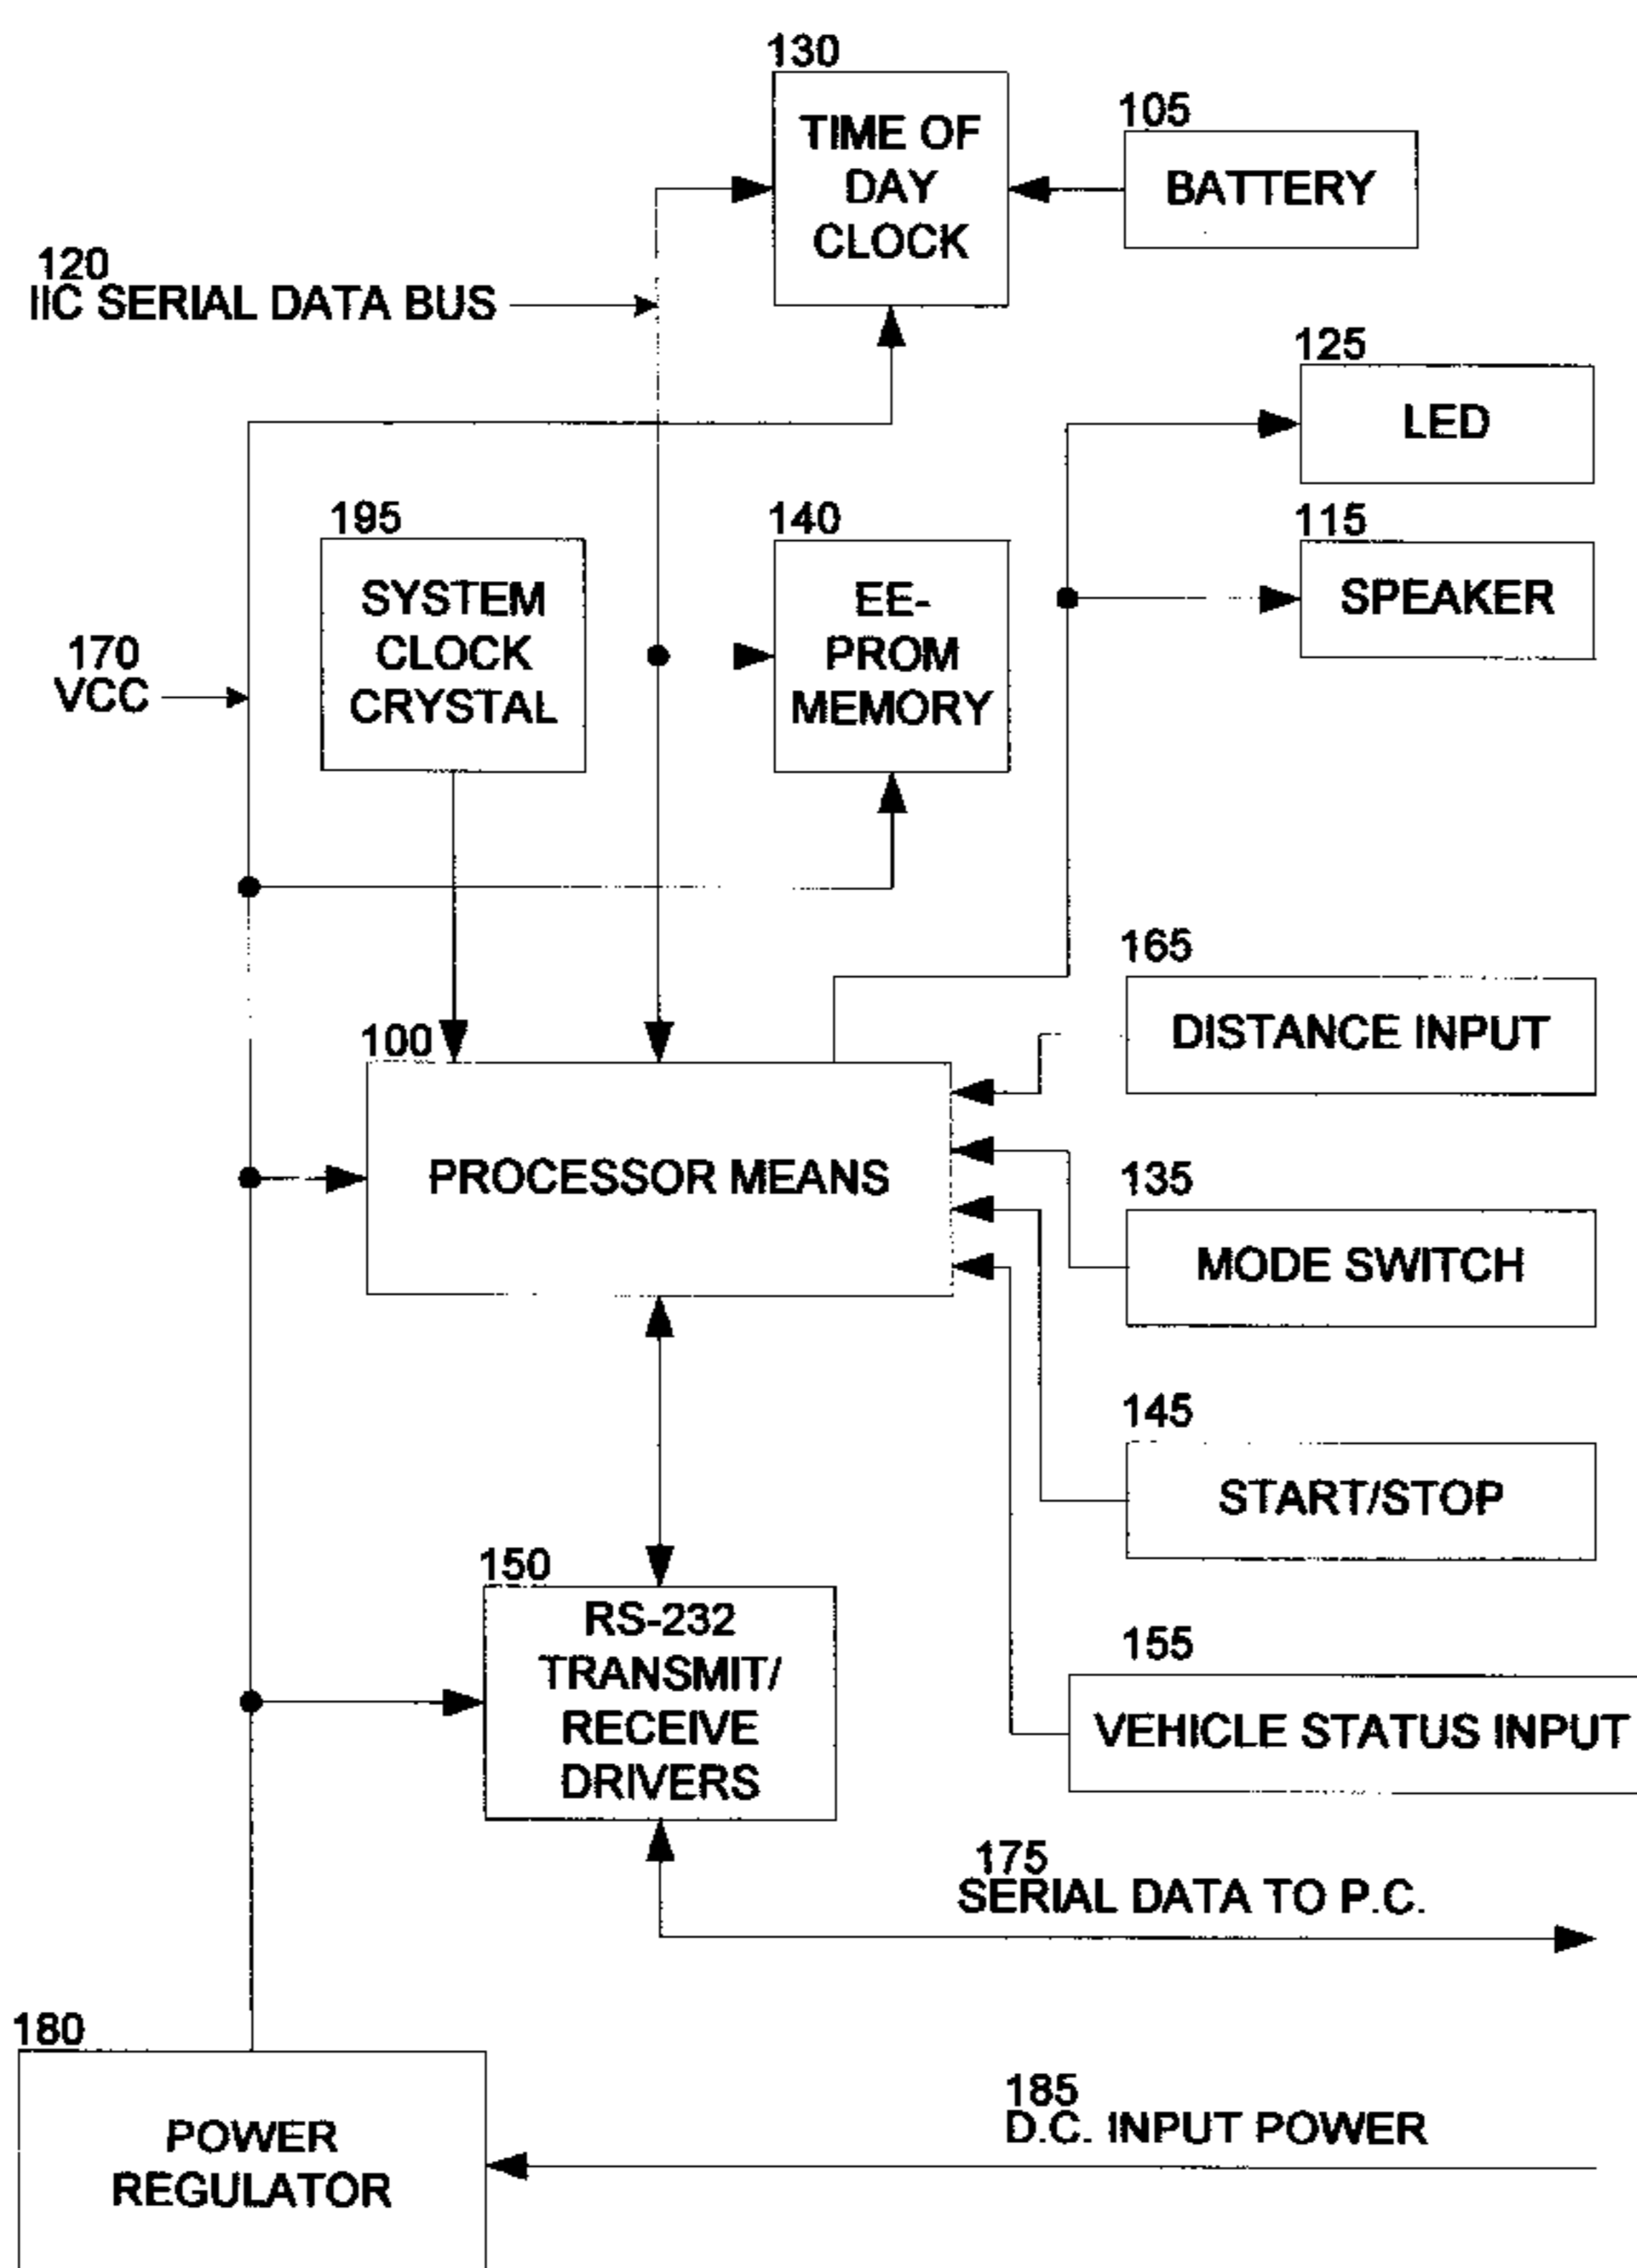 130
TIME OF
DAY
CLOCK
105
BATTERY
120
IIC SERIAL DATA BUS
125
LED
115
SPEAKER
195
SYSTEM
CLOCK
CRYSTAL
140
EE-
PROM
MEMORY
170
VCC
165
DISTANCE INPUT
100
PROCESSOR MEANS
135
MODE SWITCH
145
START/STOP
150
RS-232
TRANSMIT/
RECEIVE
DRIVERS
155
VEHICLE STATUS INPUT
175
SERIAL DATA TO P.C.
180
POWER
REGULATOR
185
D.C. INPUT POWER